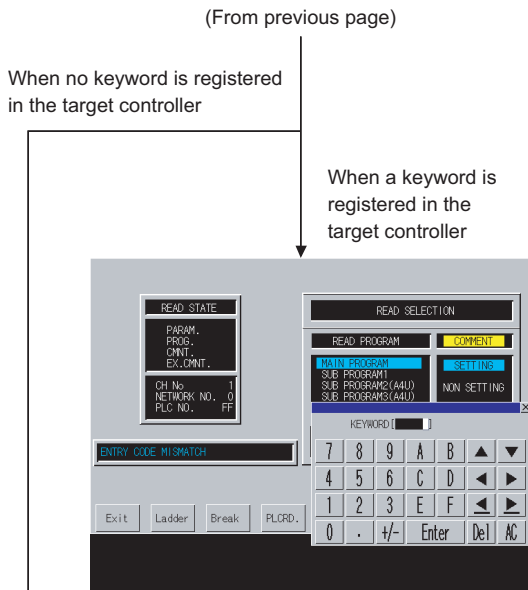 (From previous page)
When no keyword is registered
in the target controller
When a keyword is
registered in the
target controller
READ STATE
PARAM.
PROG.
CMNT.
EX.CMNT.
CH No 1
NETWORK NO. 0
PLC NO. FF
ENTRY CODE MISMATCH
Exit Ladder Break PLCRD.
READ SELECTION
READ PROGRAM COMMENT
MAIN PROGRAM SETTING
SUB PROGRAM1
SUB PROGRAM2(A4U) NON SETTING
SUB PROGRAM3(A4U)
×
KEYWORD[ ]
7 8 9 A B ▲ ▼
4 5 6 C D ◀ ▶
1 2 3 E F ◀ ▶
0 . +/- Enter Del AC